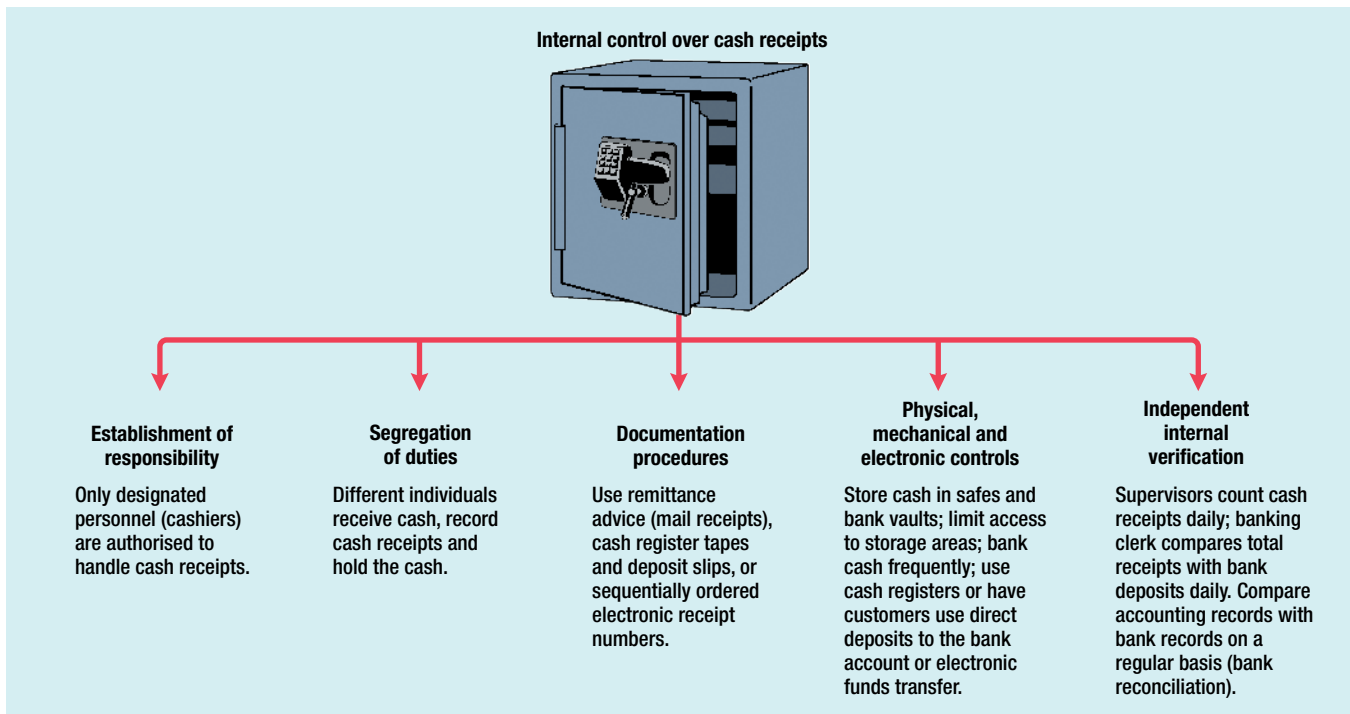 Internal control over cash receipts
Establishment of
responsibility
Only designated
personnel (cashiers)
are authorised to
handle cash receipts.
Segregation
of duties
Different individuals
receive cash, record
cash receipts and
hold the cash.
Documentation
procedures
Use remittance
advice (mail receipts),
cash register tapes
and deposit slips, or
sequentially ordered
electronic receipt
numbers.
Physical,
mechanical and
electronic controls
Store cash in safes and
bank vaults; limit access
to storage areas; bank
cash frequently; use
cash registers or have
customers use direct
deposits to the bank
account or electronic
funds transfer.
Independent
internal
verification
Supervisors count cash
receipts daily; banking
clerk compares total
receipts with bank
deposits daily. Compare
accounting records with
bank records on a
regular basis (bank
reconciliation).